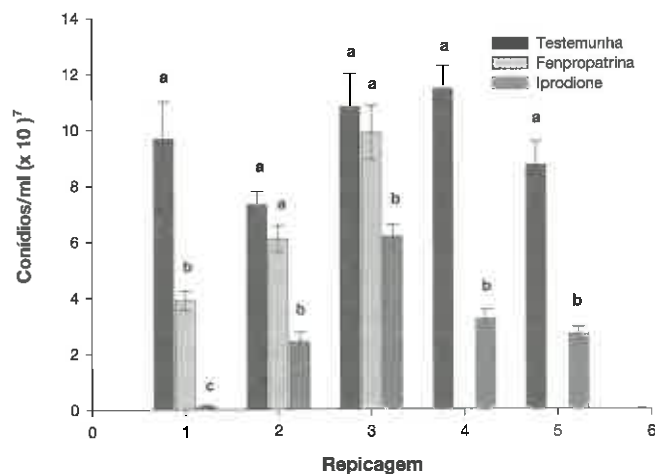 Testemunha
Fenpropatrina
Iprodione
Conídios/ml (x 10)⁷
14
12
10
8
6
4
2
0
a
b
c
a
a
b
a
a
b
a
b
a
b
0
1
2
3
4
5
6
Repicagem